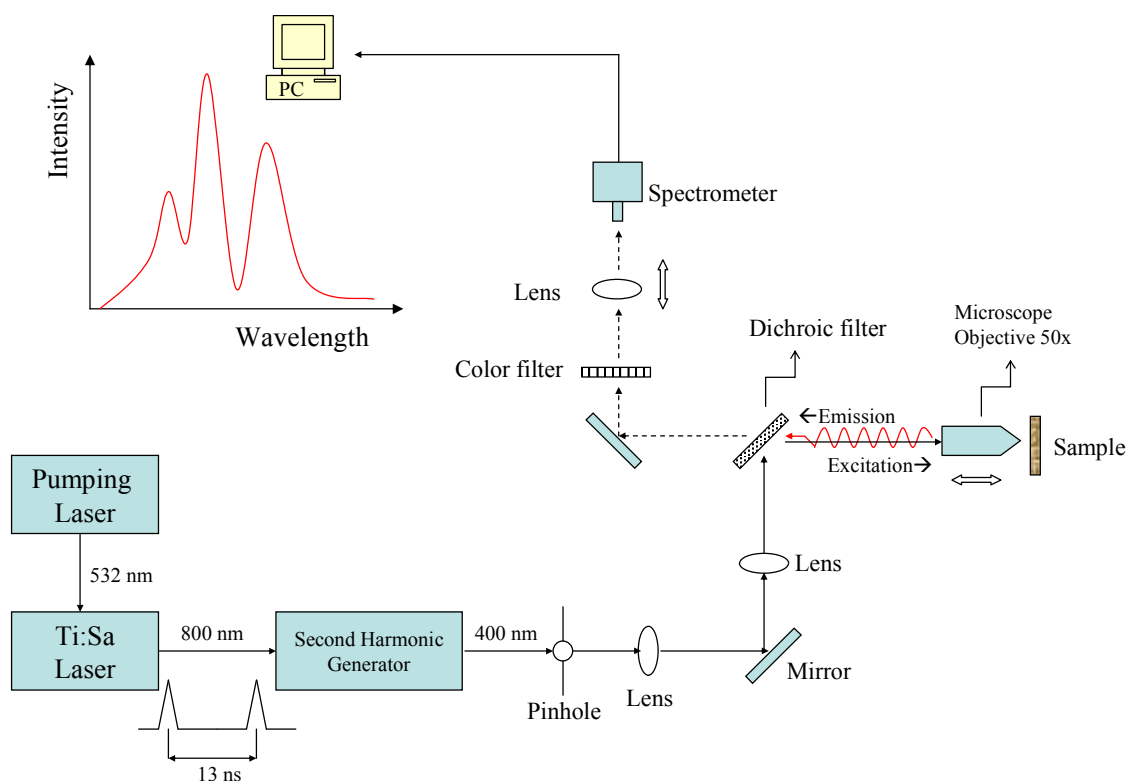 PC
Intensity
Wavelength
Spectrometer
Lens
Color filter
Dichroic filter
Microscope
Objective 50x
←Emission
Excitation→
Sample
Pumping
Laser
532 nm
Ti:Sa
Laser
800 nm
Second Harmonic
Generator
400 nm
Pinhole
Lens
Mirror
Lens
13 ns